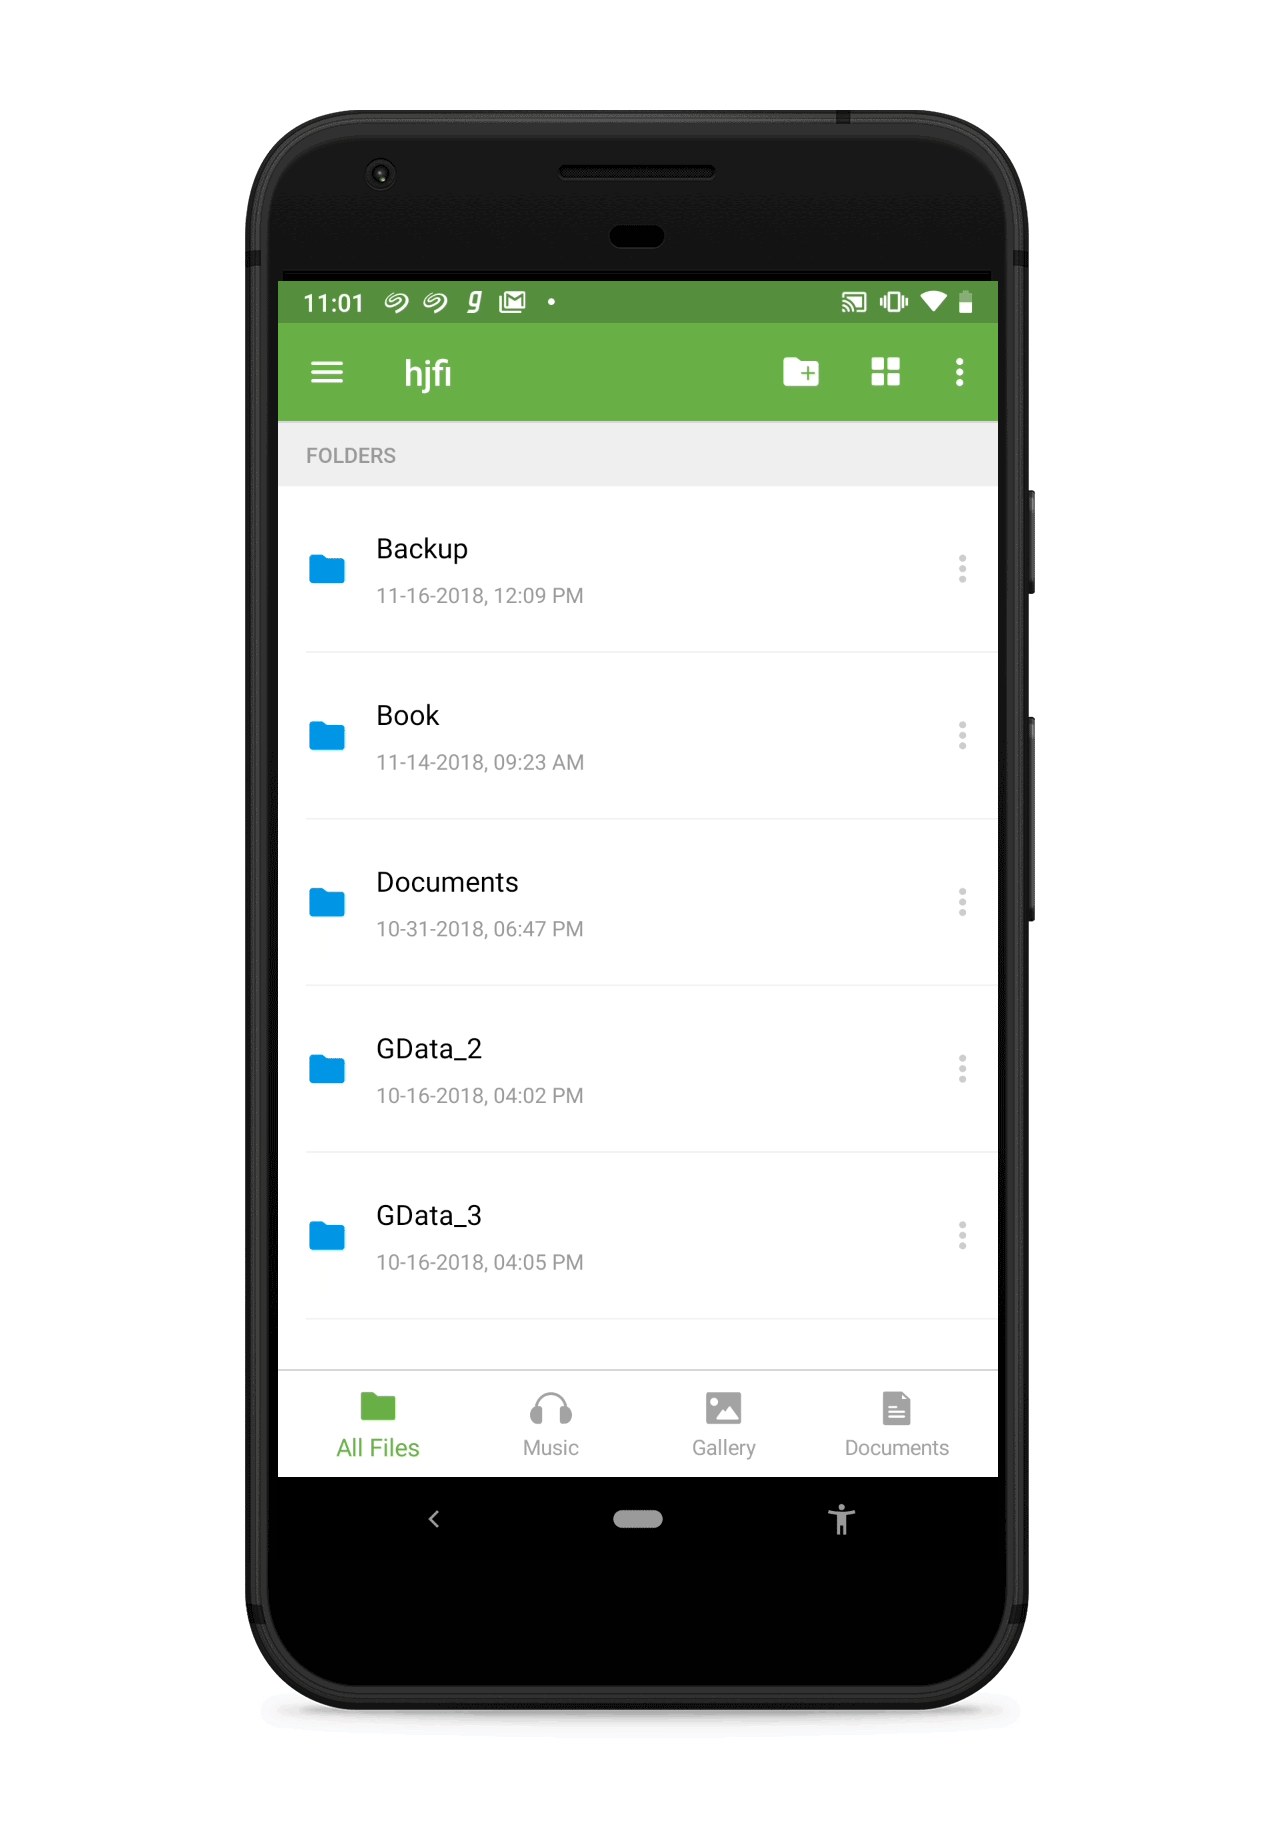 11:01
hjfi
FOLDERS
Backup
11-16-2018, 12:09 PM
Book
11-14-2018, 09:23 AM
Documents
10-31-2018, 06:47 PM
GData_2
10-16-2018, 04:02 PM
GData_3
10-16-2018, 04:05 PM
All Files Music Gallery Documents